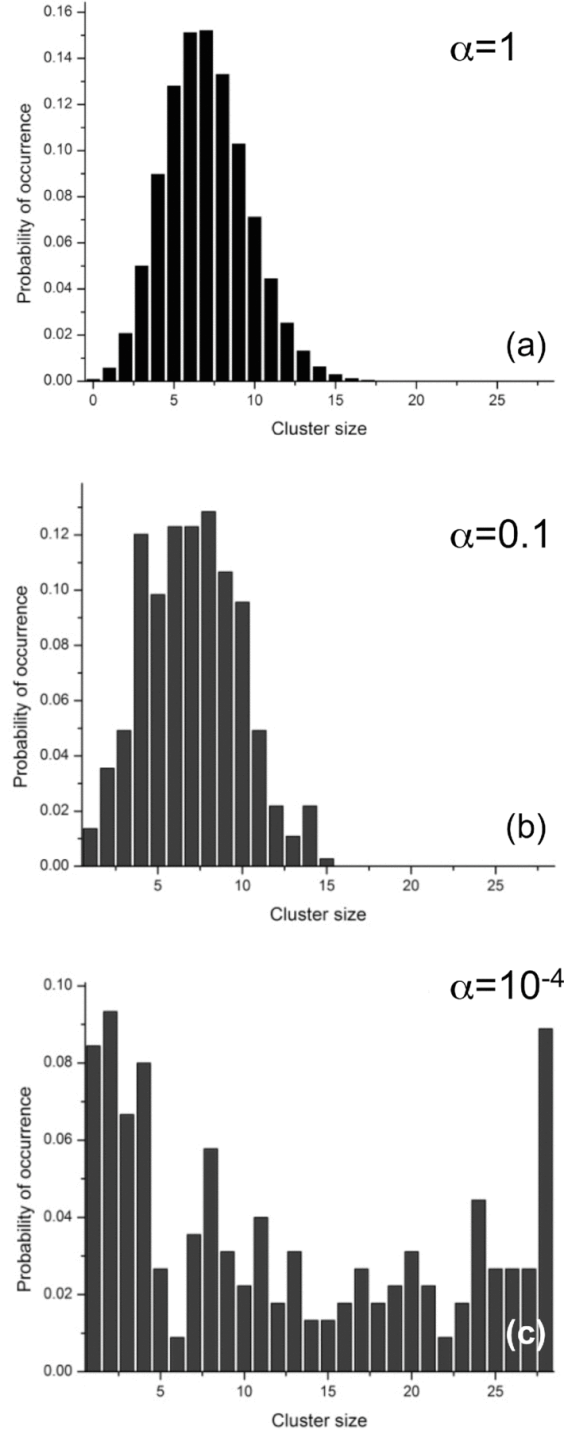 α=1
0.16
0.14
0.12
0.10
0.08
0.06
0.04
0.02
0.00
Probability of occurrence
(a)
0 5 10 15 20 25
Cluster size
α=0.1
0.12
0.10
0.08
0.06
0.04
0.02
0.00
Probability of occurrence
(b)
5 10 15 20 25
Cluster size
α=10⁻⁴
0.10
0.08
0.06
0.04
0.02
0.00
Probability of occurrence
(c)
5 10 15 20 25
Cluster size